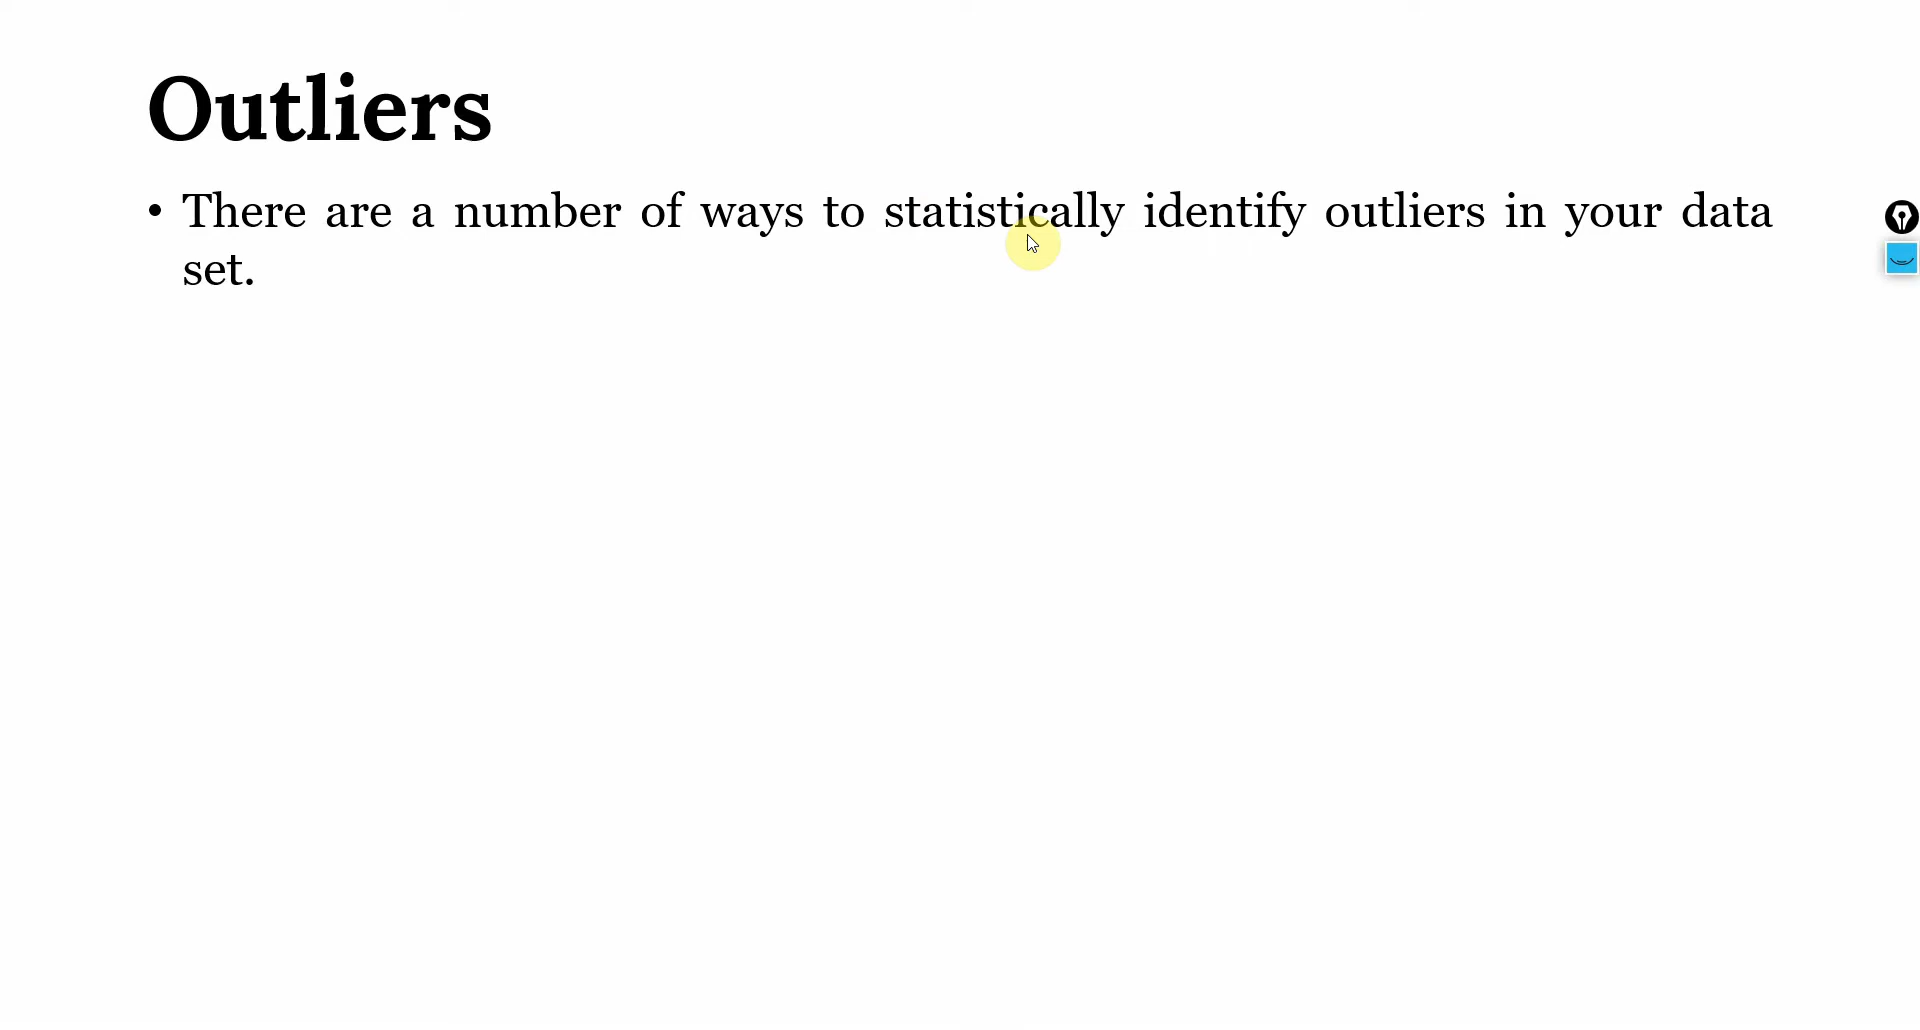 Outliers
• There are a number of ways to statistically identify outliers in your data
set.